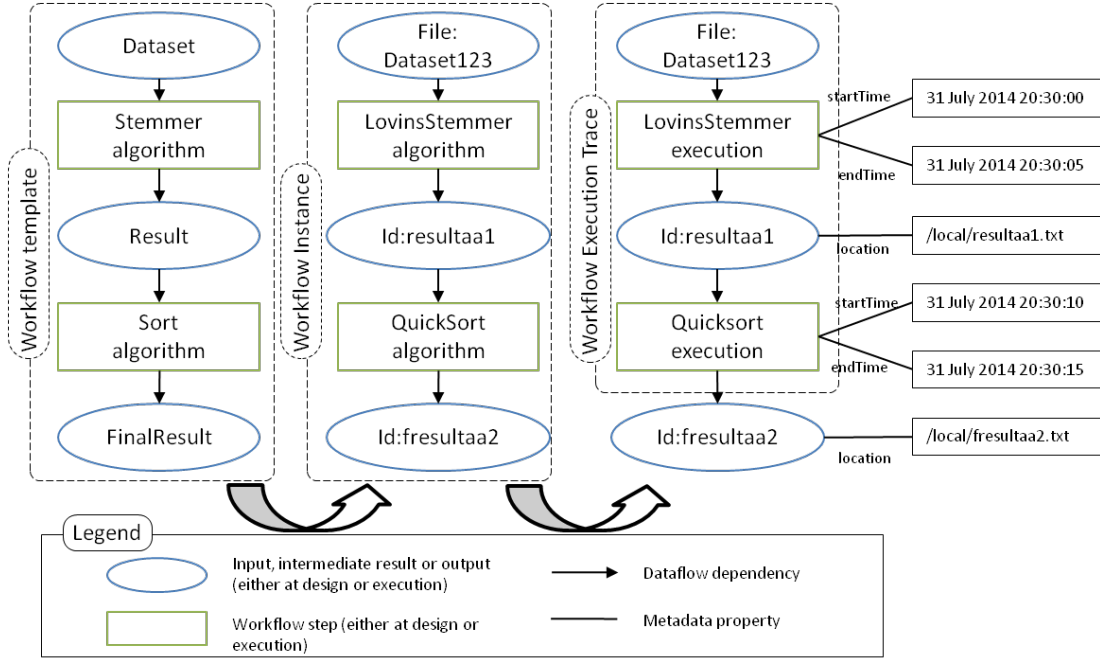 Workflow template
Dataset
Stemmer
algorithm
Result
Sort
algorithm
FinalResult
Workflow Instance
File:
Dataset123
LovinsStemmer
algorithm
Id:resultaa1
QuickSort
algorithm
Id:fresultaa2
Workflow Execution Trace
File:
Dataset123
LovinsStemmer
execution
Id:resultaa1
Quicksort
execution
Id:fresultaa2
startTime
31 July 2014 20:30:00
endTime
31 July 2014 20:30:05
location
/local/resultaa1.txt
startTime
31 July 2014 20:30:10
endTime
31 July 2014 20:30:15
location
/local/fresultaa2.txt
Legend
Input, intermediate result or output
(either at design or execution)
Workflow step (either at design or
execution)
Dataflow dependency
Metadata property